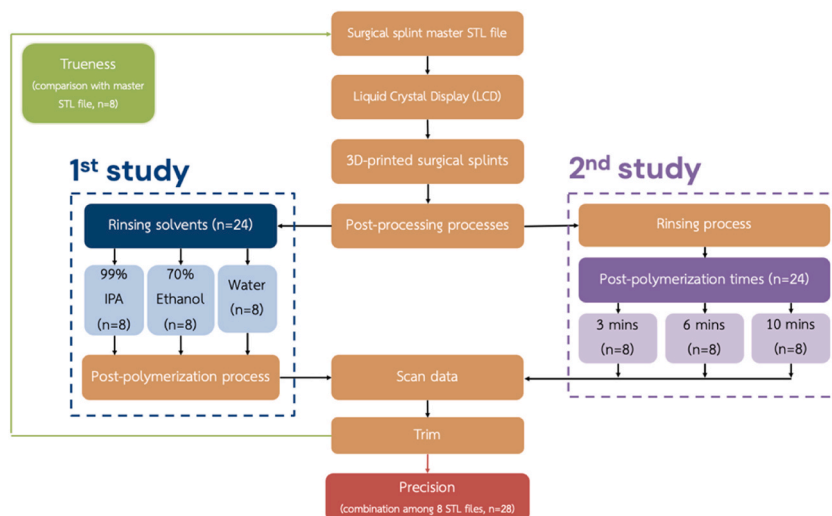 Surgical splint master STL file
Trueness
(comparison with master
STL file, n=8)
Liquid Crystal Display (LCD)
3D-printed surgical splints
1st study
2nd study
Rinsing solvents (n=24)
Post-processing processes
Rinsing process
99%
IPA
(n=8)
70%
Ethanol
(n=8)
Water
(n=8)
Post-polymerization times (n=24)
3 mins
(n=8)
6 mins
(n=8)
10 mins
(n=8)
Post-polymerization process
Scan data
Trim
Precision
(combination among 8 STL files, n=28)